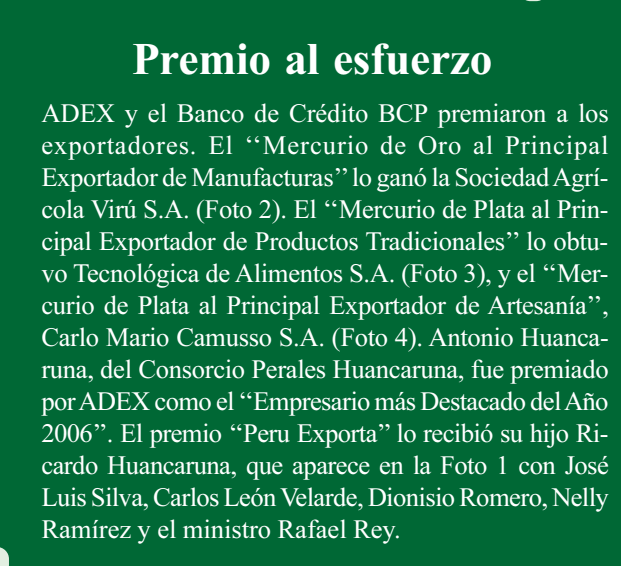 Premio al esfuerzo
ADEX y el Banco de Crédito BCP premiaron a los
exportadores. El ‘‘Mercurio de Oro al Principal
Exportador de Manufacturas’’ lo ganó la Sociedad Agrí-
cola Virú S.A. (Foto 2). El ‘‘Mercurio de Plata al Prin-
cipal Exportador de Productos Tradicionales’’ lo obtu-
vo Tecnológica de Alimentos S.A. (Foto 3), y el ‘‘Mer-
curio de Plata al Principal Exportador de Artesanía’’,
Carlo Mario Camusso S.A. (Foto 4). Antonio Huanca-
runa, del Consorcio Perales Huancaruna, fue premiado
por ADEX como el ‘‘Empresario más Destacado del Año
2006’’. El premio ‘‘Peru Exporta’’ lo recibió su hijo Ri-
cardo Huancaruna, que aparece en la Foto 1 con José
Luis Silva, Carlos León Velarde, Dionisio Romero, Nelly
Ramírez y el ministro Rafael Rey.